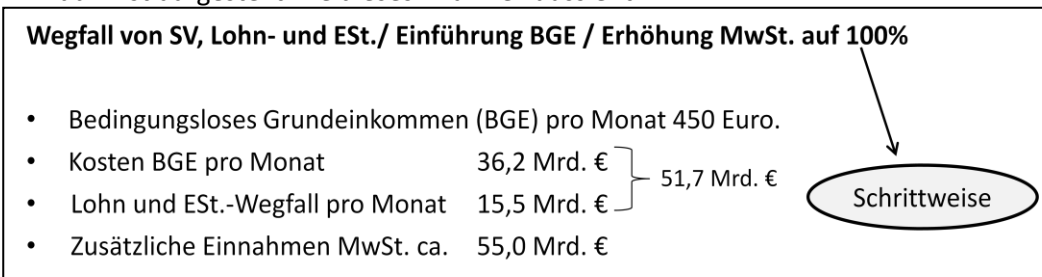 Wegfall von SV, Lohn- und ESt./ Einführung BGE / Erhöhung MwSt. auf 100%
• Bedingungsloses Grundeinkommen (BGE) pro Monat 450 Euro.
• Kosten BGE pro Monat 36,2 Mrd. €
51,7 Mrd. €
• Lohn und ESt.-Wegfall pro Monat 15,5 Mrd. €
Schrittweise
• Zusätzliche Einnahmen MwSt. ca. 55,0 Mrd. €